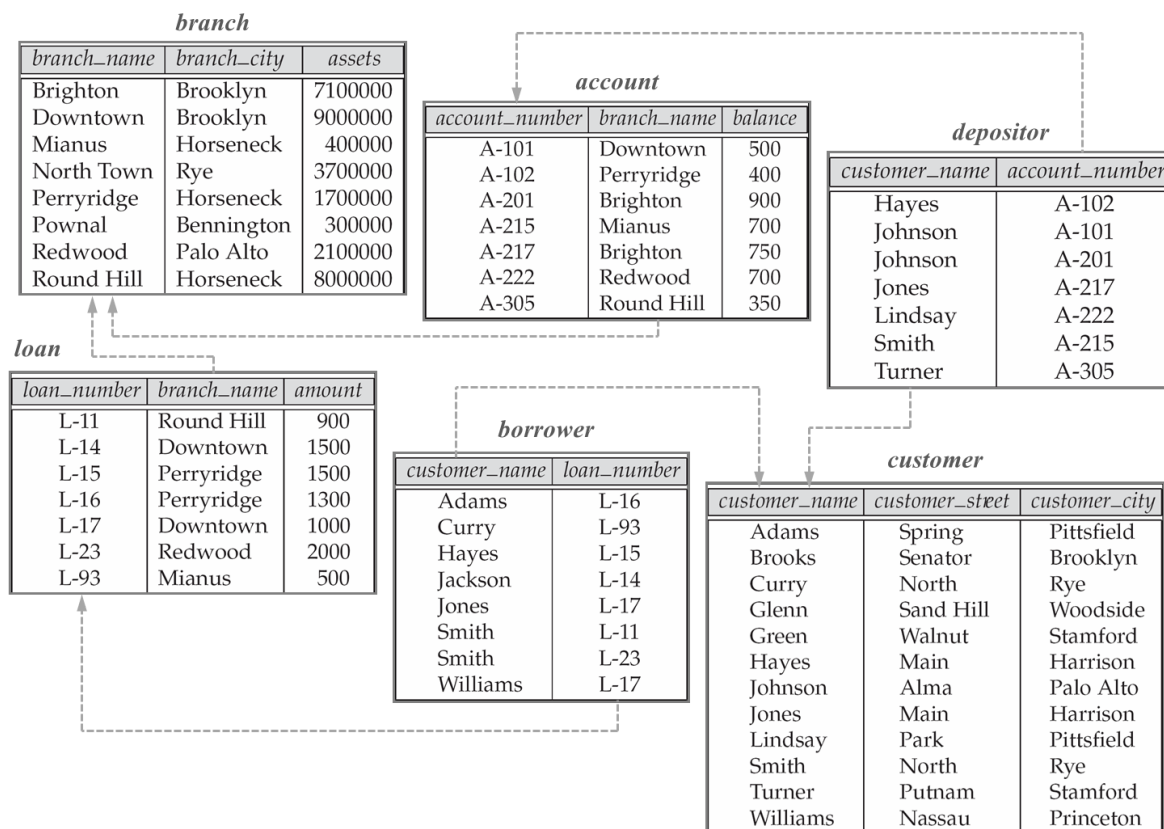 branch
branch_name branch_city assets
Brighton Brooklyn 7100000
Downtown Brooklyn 9000000
Mianus Horseneck 400000
North Town Rye 3700000
Perryridge Horseneck 1700000
Pownal Bennington 300000
Redwood Palo Alto 2100000
Round Hill Horseneck 8000000
account
account_number branch_name balance
A-101 Downtown 500
A-102 Perryridge 400
A-201 Brighton 900
A-215 Mianus 700
A-217 Brighton 750
A-222 Redwood 700
A-305 Round Hill 350
depositor
customer_name account_number
Hayes A-102
Johnson A-101
Johnson A-201
Jones A-217
Lindsay A-222
Smith A-215
Turner A-305
loan
loan_number branch_name amount
L-11 Round Hill 900
L-14 Downtown 1500
L-15 Perryridge 1500
L-16 Perryridge 1300
L-17 Downtown 1000
L-23 Redwood 2000
L-93 Mianus 500
borrower
customer_name loan_number
Adams L-16
Curry L-93
Hayes L-15
Jackson L-14
Jones L-17
Smith L-11
Smith L-23
Williams L-17
customer
customer_name customer_street customer_city
Adams Spring Pittsfield
Brooks Senator Brooklyn
Curry North Rye
Glenn Sand Hill Woodside
Green Walnut Stamford
Hayes Main Harrison
Johnson Alma Palo Alto
Jones Main Harrison
Lindsay Park Pittsfield
Smith North Rye
Turner Putnam Stamford
Williams Nassau Princeton